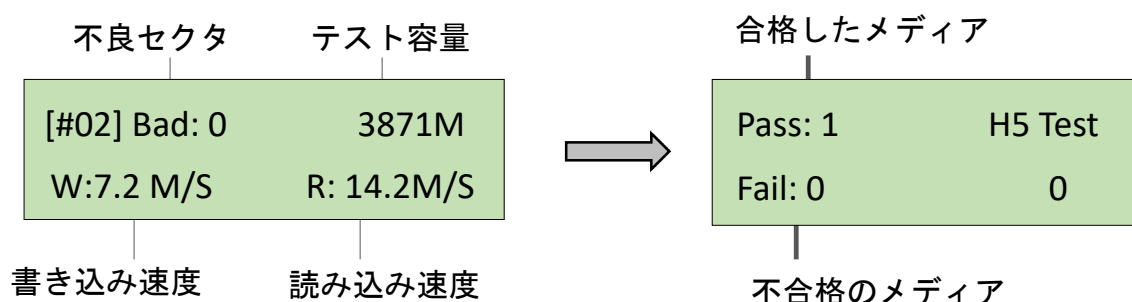 不良セクタ テスト容量
[#02] Bad: 0 3871M
W:7.2 M/S R: 14.2M/S
書き込み速度 読み込み速度
合格したメディア
Pass: 1 H5 Test
Fail: 0 0
不合格のメディア